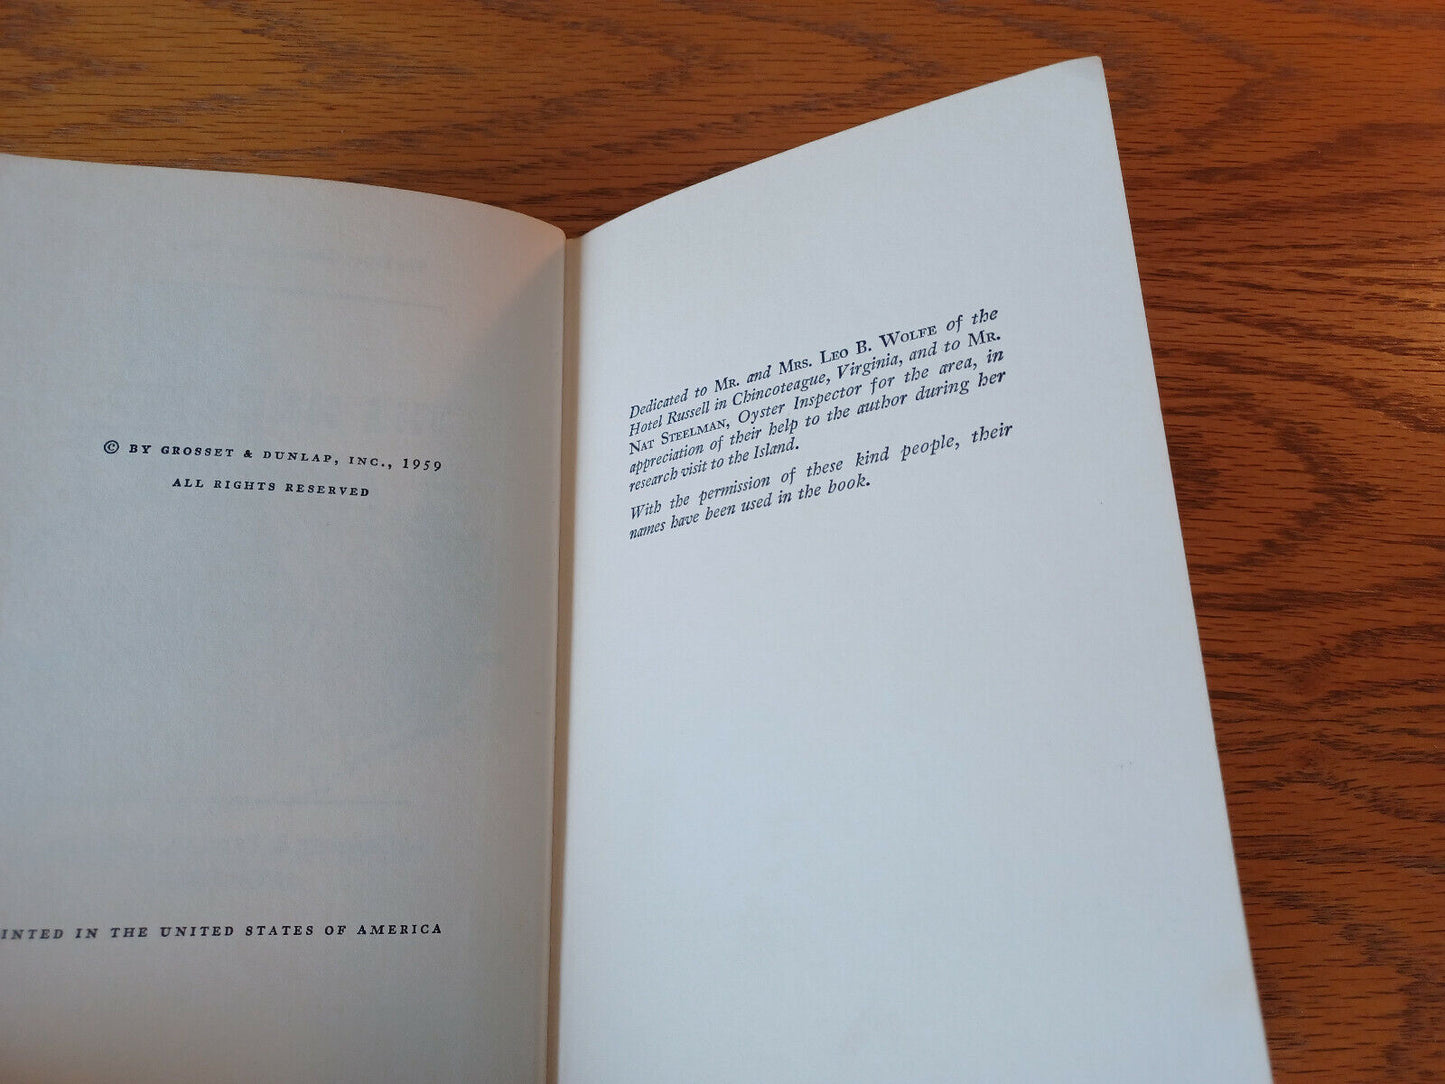 © BY GROSSET & DUNLAP, INC., 1959
ALL RIGHTS RESERVED
INTED IN THE UNITED STATES OF AMERICA
Dedicated to MR. and MRS. LEO B. WOLFE of the
Hotel Russell in Chincoteague, Virginia, and to MR.
NAT STEELMAN, Oyster Inspector for the area, in
appreciation of their help to the author during her
research visit to the Island.
With the permission of these kind people, their
names have been used in the book.